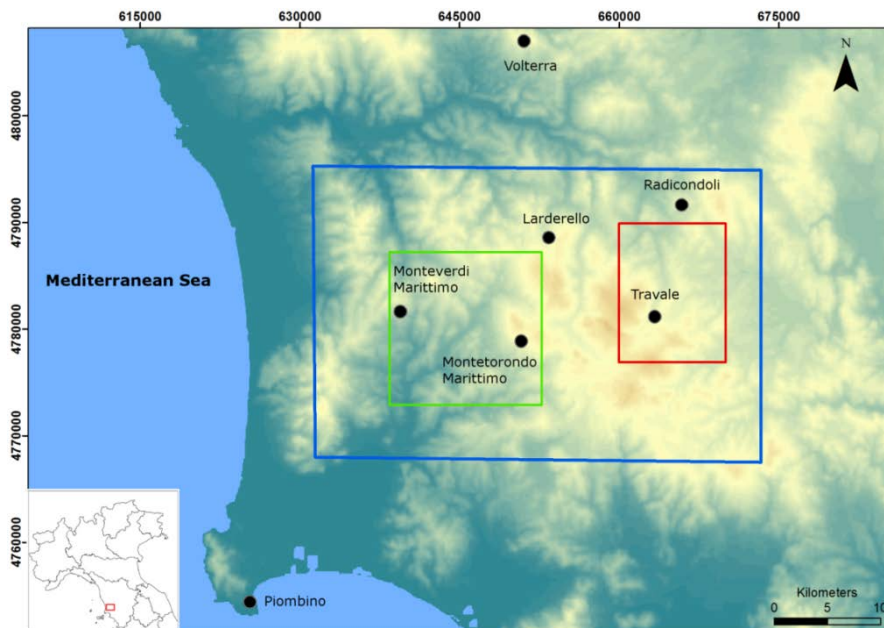 615000
630000
645000
660000
675000
N
Volterra
4800000
Radicondoli
4790000
Larderello
Mediterranean Sea
Monteverdi
Marittimo
Travale
4780000
Montetorondo
Marittimo
4770000
4760000
Piombino
Kilometers
0 5 10